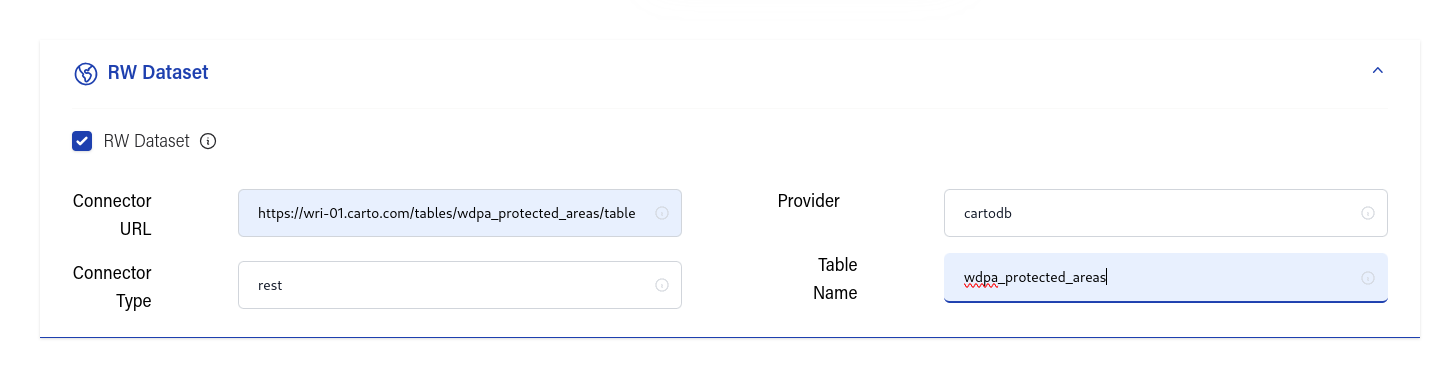 RW Dataset
RW Dataset
Connector
URL
https://wri-01.carto.com/tables/wdpa_protected_areas/table
Provider
cartodb
Connector
Type
rest
Table
Name
wdpa_protected_areas